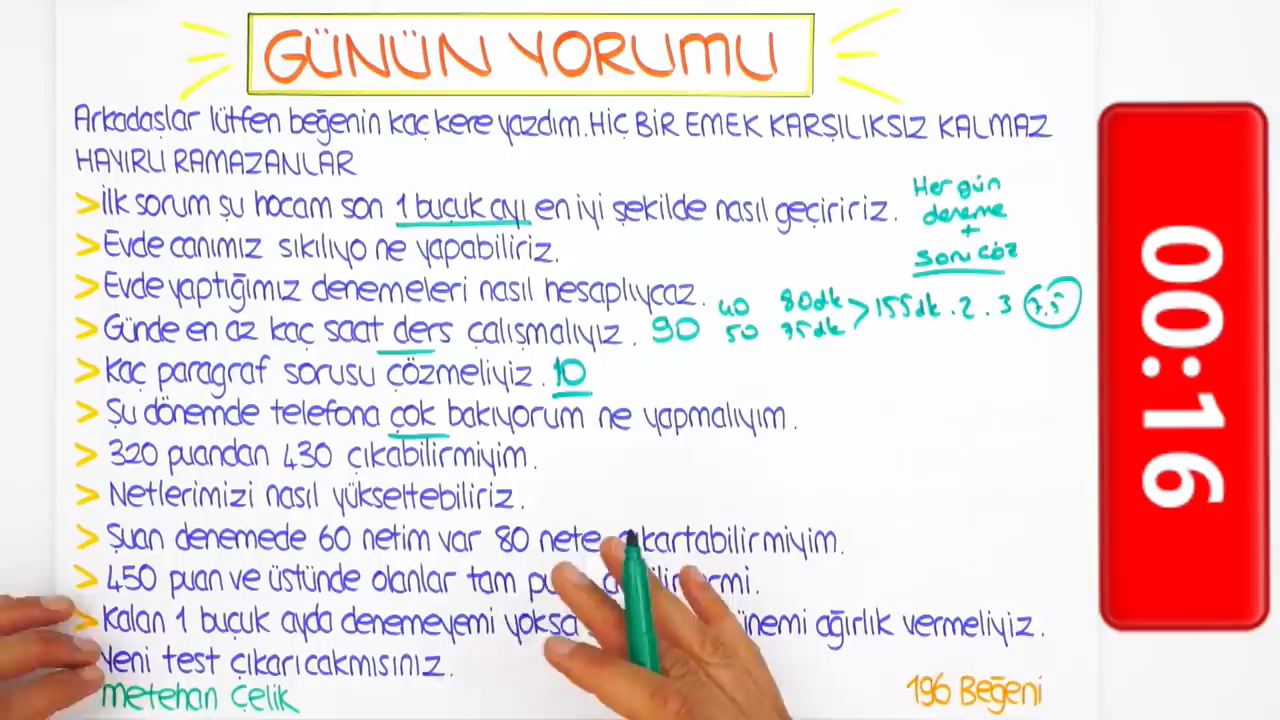 GÜNÜN YORUMU
Arkadaşlar lütfen beğenin kaç kere yazdım. HİÇ BİR EMEK KARŞILIKSIZ KALMAZ
HAYIRLI RAMAZANLAR
> İlk sorum şu hocam son 1 buçuk ayı en iyi şekilde nasıl geçiririz.
Her gün
deneme
+
soru çöz
> Evde canımız sıkılıyo ne yapabiliriz.
> Evde yaptığımız denemeleri nasıl hesaplıycaz.
40 80dk
50 75dk
> 155dk. 2. 3 7,5
> Günde en az kaç saat ders çalışmalıyız. 90
> Kaç paragraf sorusu çözmeliyiz. 10
> Şu dönemde telefona çok bakıyorum ne yapmalıyım.
> 320 puandan 430 çıkabilirmiyim.
> Netlerimizi nasıl yükseltebiliriz.
> Şuan denemede 60 netim var 80 nete çıkartabilirmiyim.
> 450 puan ve üstünde olanlar tam
> Kalan 1 buçuk ayda denemeyemi yoksa ağırlık vermeliyiz.
Yeni test çıkarıcakmısınız.
Metehan Çelik
196 Beğeni
00:16